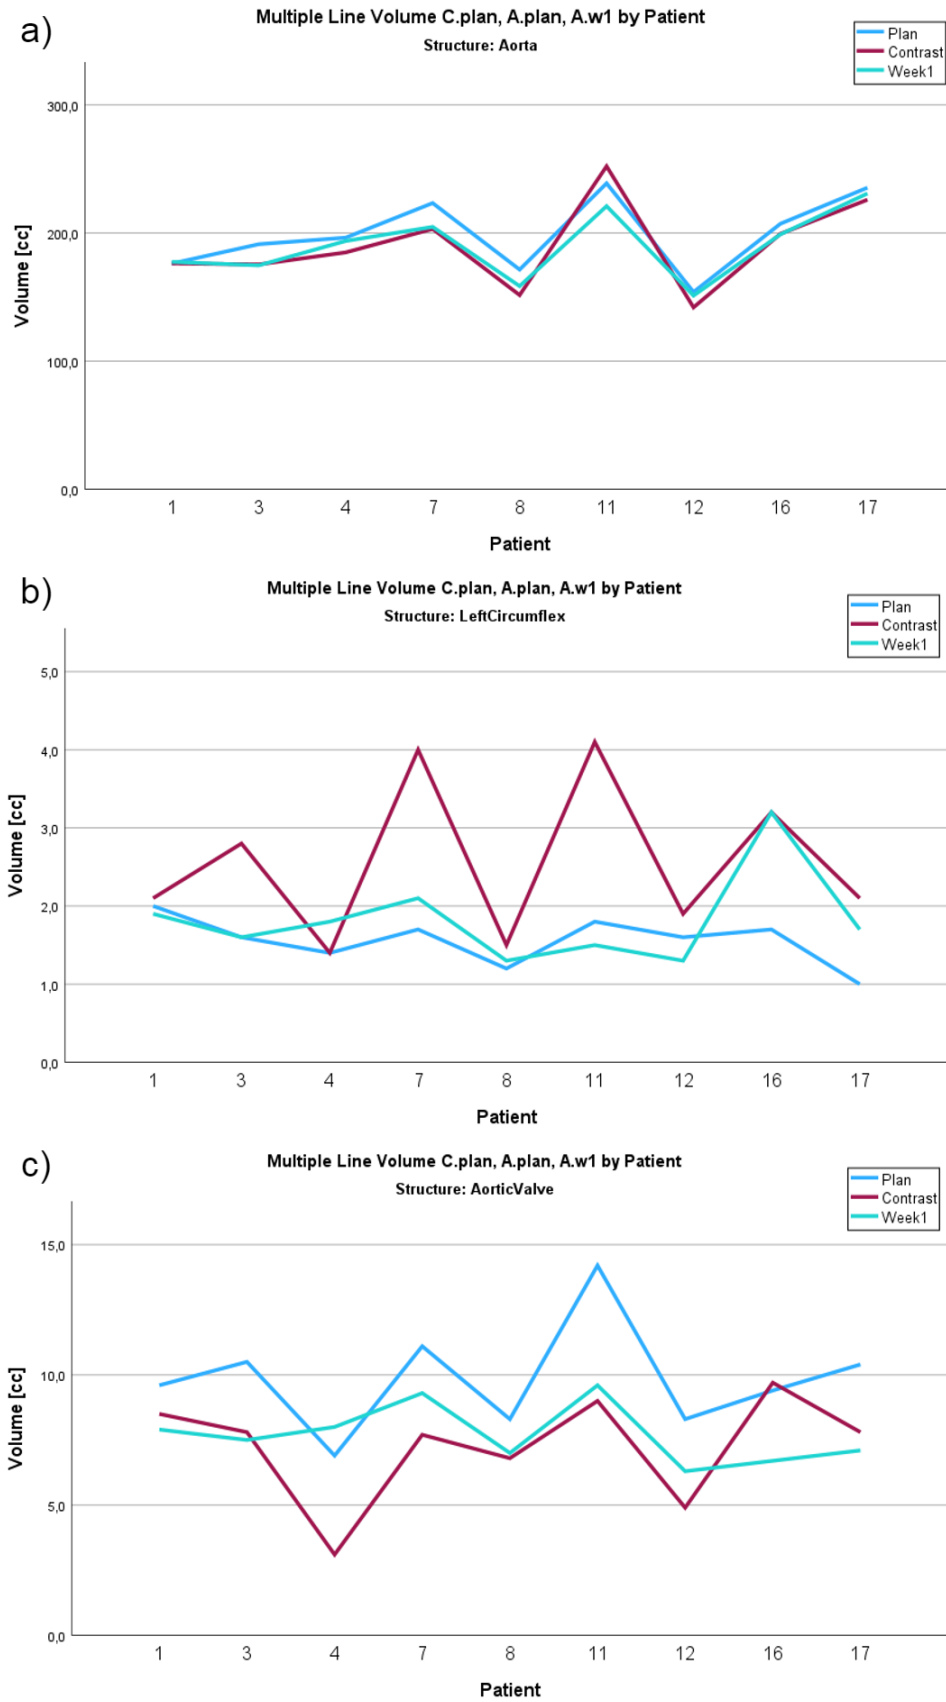 a)
Multiple Line Volume C.plan, A.plan, A.w1 by Patient
Structure: Aorta
Plan
Contrast
Week1
300,0
200,0
100,0
0,0
Volume [cc]
1 3 4 7 8 11 12 16 17
Patient
b)
Multiple Line Volume C.plan, A.plan, A.w1 by Patient
Structure: LeftCircumflex
Plan
Contrast
Week1
5,0
4,0
3,0
2,0
1,0
0,0
Volume [cc]
1 3 4 7 8 11 12 16 17
Patient
c)
Multiple Line Volume C.plan, A.plan, A.w1 by Patient
Structure: AorticValve
Plan
Contrast
Week1
15,0
10,0
5,0
0,0
Volume [cc]
1 3 4 7 8 11 12 16 17
Patient